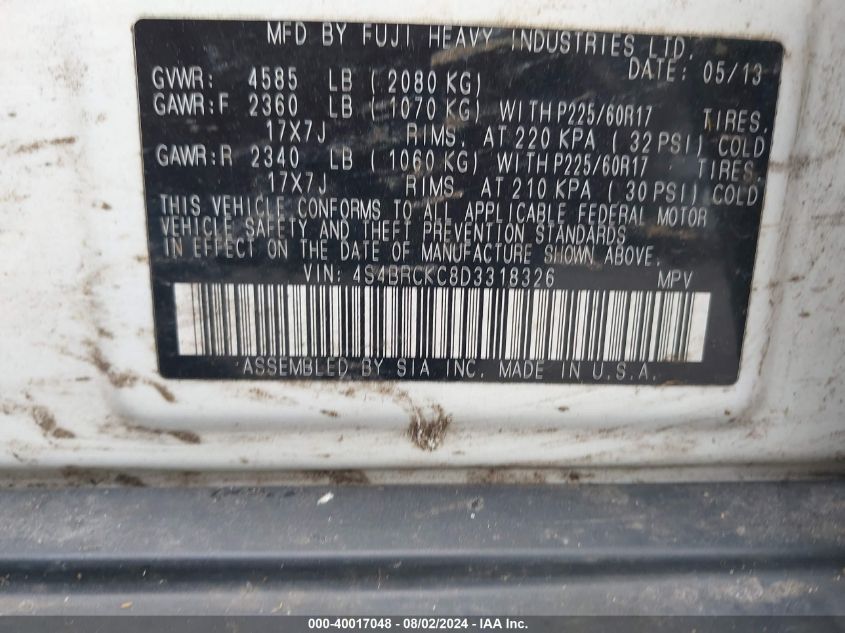 MFD BY FUJI HEAVY INDUSTRIES LTD.
DATE: 05/13
GVWR: 4585 LB (2080 KG)
GAWR:F 2360 LB (1070 KG) WITH P225/60R17 TIRES,
17X7J RIMS, AT 220 KPA (32 PSI) COLD
GAWR:R 2340 LB (1060 KG) WITH P225/60R17 TIRES,
17X7J RIMS, AT 210 KPA (30 PSI) COLD
THIS VEHICLE CONFORMS TO ALL APPLICABLE FEDERAL MOTOR
VEHICLE SAFETY AND THEFT PREVENTION STANDARDS
IN EFFECT ON THE DATE OF MANUFACTURE SHOWN ABOVE.
VIN: 4S4BRCKC8D3318326 MPV
ASSEMBLED BY SIA INC. MADE IN U.S.A.
000-40017048 - 08/02/2024 - IAA Inc.